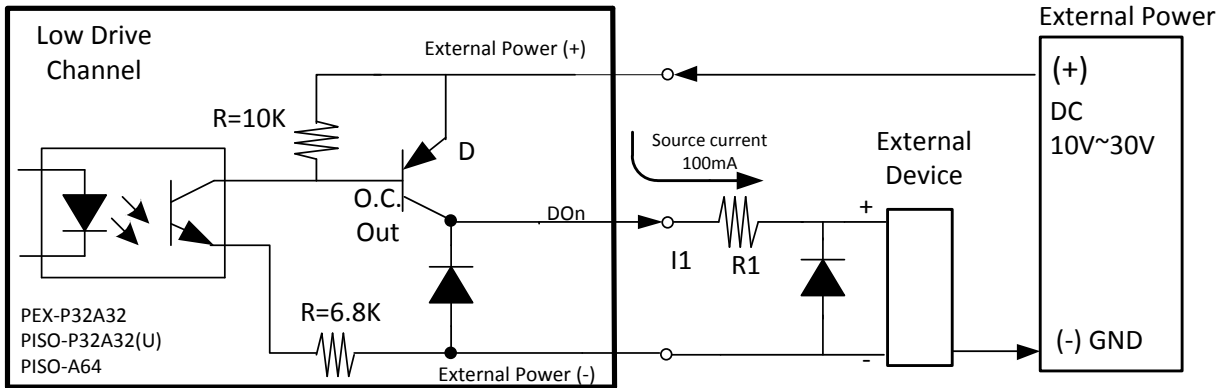 External Power
Low Drive
Channel
External Power (+)
(+)
DC
10V~30V
R=10K
D
Source current
100mA
External
Device
O.C.
Out
DOn
+
I1
R1
PEX-P32A32
PISO-P32A32(U)
PISO-A64
R=6.8K
(-) GND
-
External Power (-)